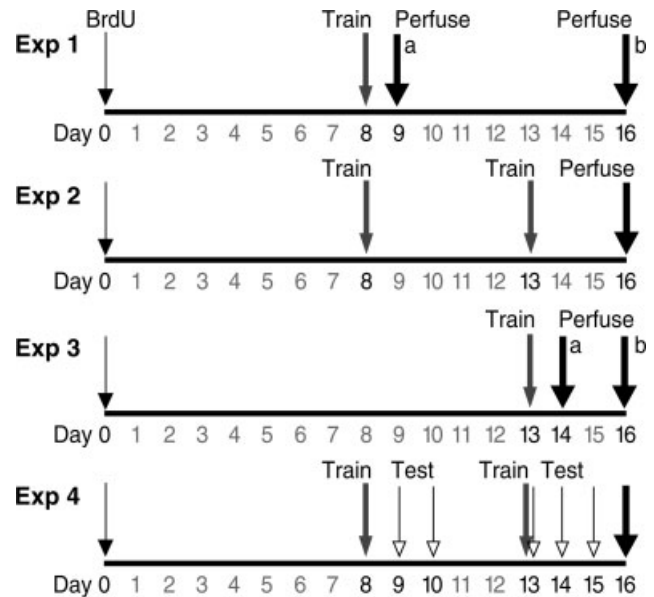 BrdU Train Perfuse Perfuse
Exp 1 a b
Day 0 1 2 3 4 5 6 7 8 9 10 11 12 13 14 15 16
Train Train Perfuse
Exp 2
Day 0 1 2 3 4 5 6 7 8 9 10 11 12 13 14 15 16
Train Perfuse
Exp 3 a b
Day 0 1 2 3 4 5 6 7 8 9 10 11 12 13 14 15 16
Train Test Train Test
Exp 4
Day 0 1 2 3 4 5 6 7 8 9 10 11 12 13 14 15 16